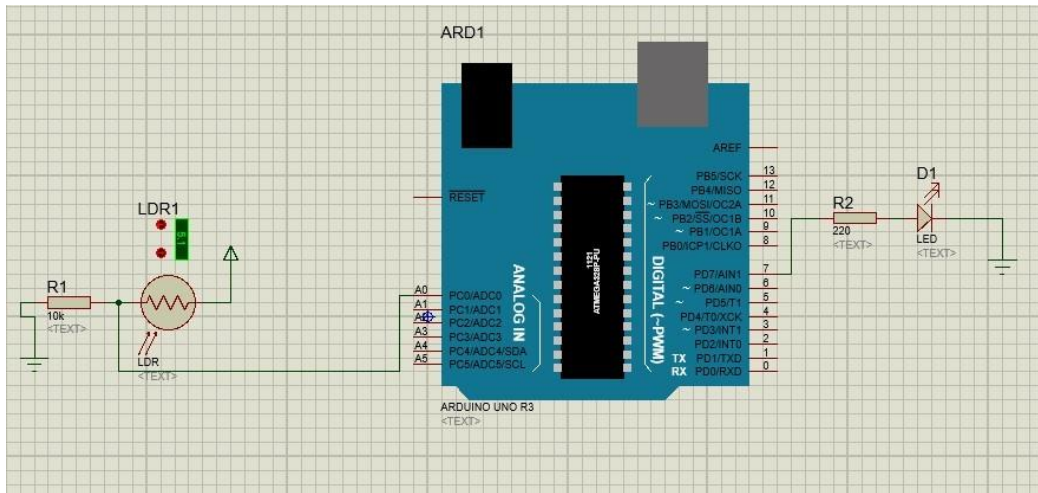 ARD1
LDR1
5.1
R1
10k
<TEXT>
LDR
<TEXT>
RESET
A0
A1
A3
A4
A5
PC0/ADC0
PC1/ADC1
PC2/ADC2
PC3/ADC3
PC4/ADC4/SDA
PC5/ADC5/SCL
ANALOG IN
1121
ATMEGA328P-PU
DIGITAL (~PWM)
AREF
PB5/SCK 13
PB4/MISO 12
~ PB3/MOSI/OC2A 11
~ PB2/SS/OC1B 10
~ PB1/OC1A 9
PB0/ICP1/CLKO 8
PD7/AIN1 7
~ PD6/AIN0 6
~ PD5/T1 5
PD4/T0/XCK 4
~ PD3/INT1 3
PD2/INT0 2
TX PD1/TXD 1
RX PD0/RXD 0
ARDUINO UNO R3
<TEXT>
R2
220
<TEXT>
D1
LED
<TEXT>